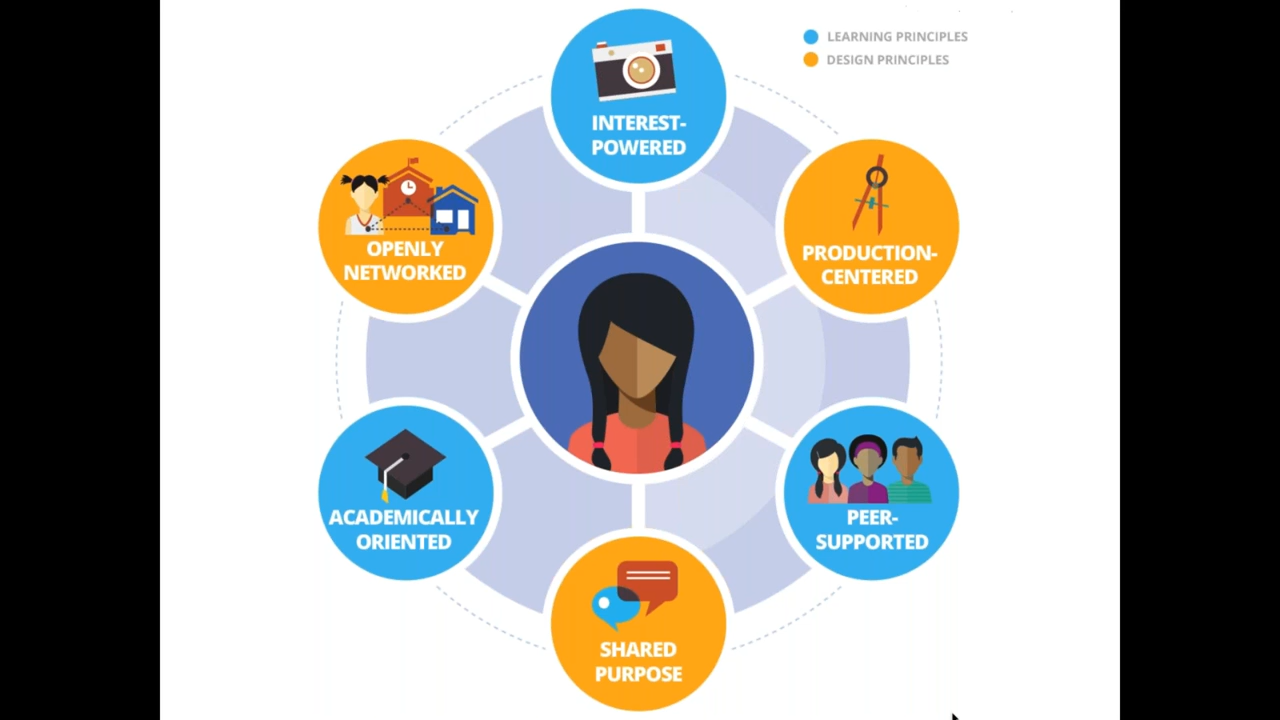 LEARNING PRINCIPLES
DESIGN PRINCIPLES
INTEREST-
POWERED
OPENLY
NETWORKED
PRODUCTION-
CENTERED
ACADEMICALLY
ORIENTED
PEER-
SUPPORTED
SHARED
PURPOSE